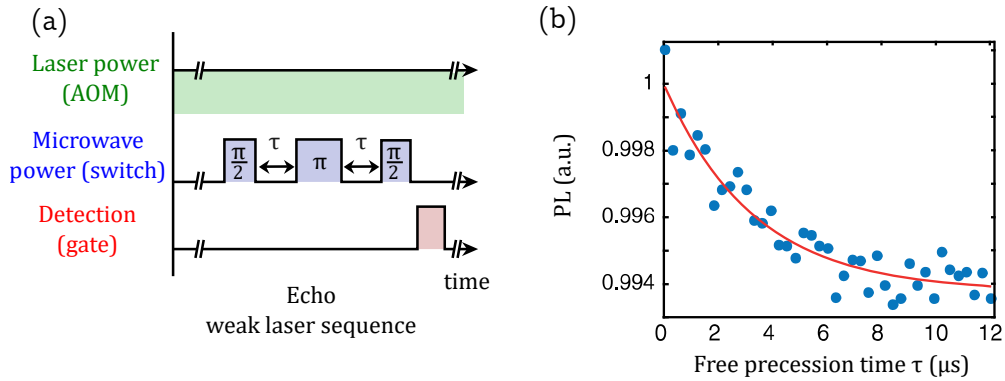 (a)
Laser power
(AOM)
Microwave
power (switch)
π/2
τ
π
τ
π/2
Detection
(gate)
time
Echo
weak laser sequence
(b)
PL (a.u.)
1
0.998
0.996
0.994
0 2 4 6 8 10 12
Free precession time τ (μs)